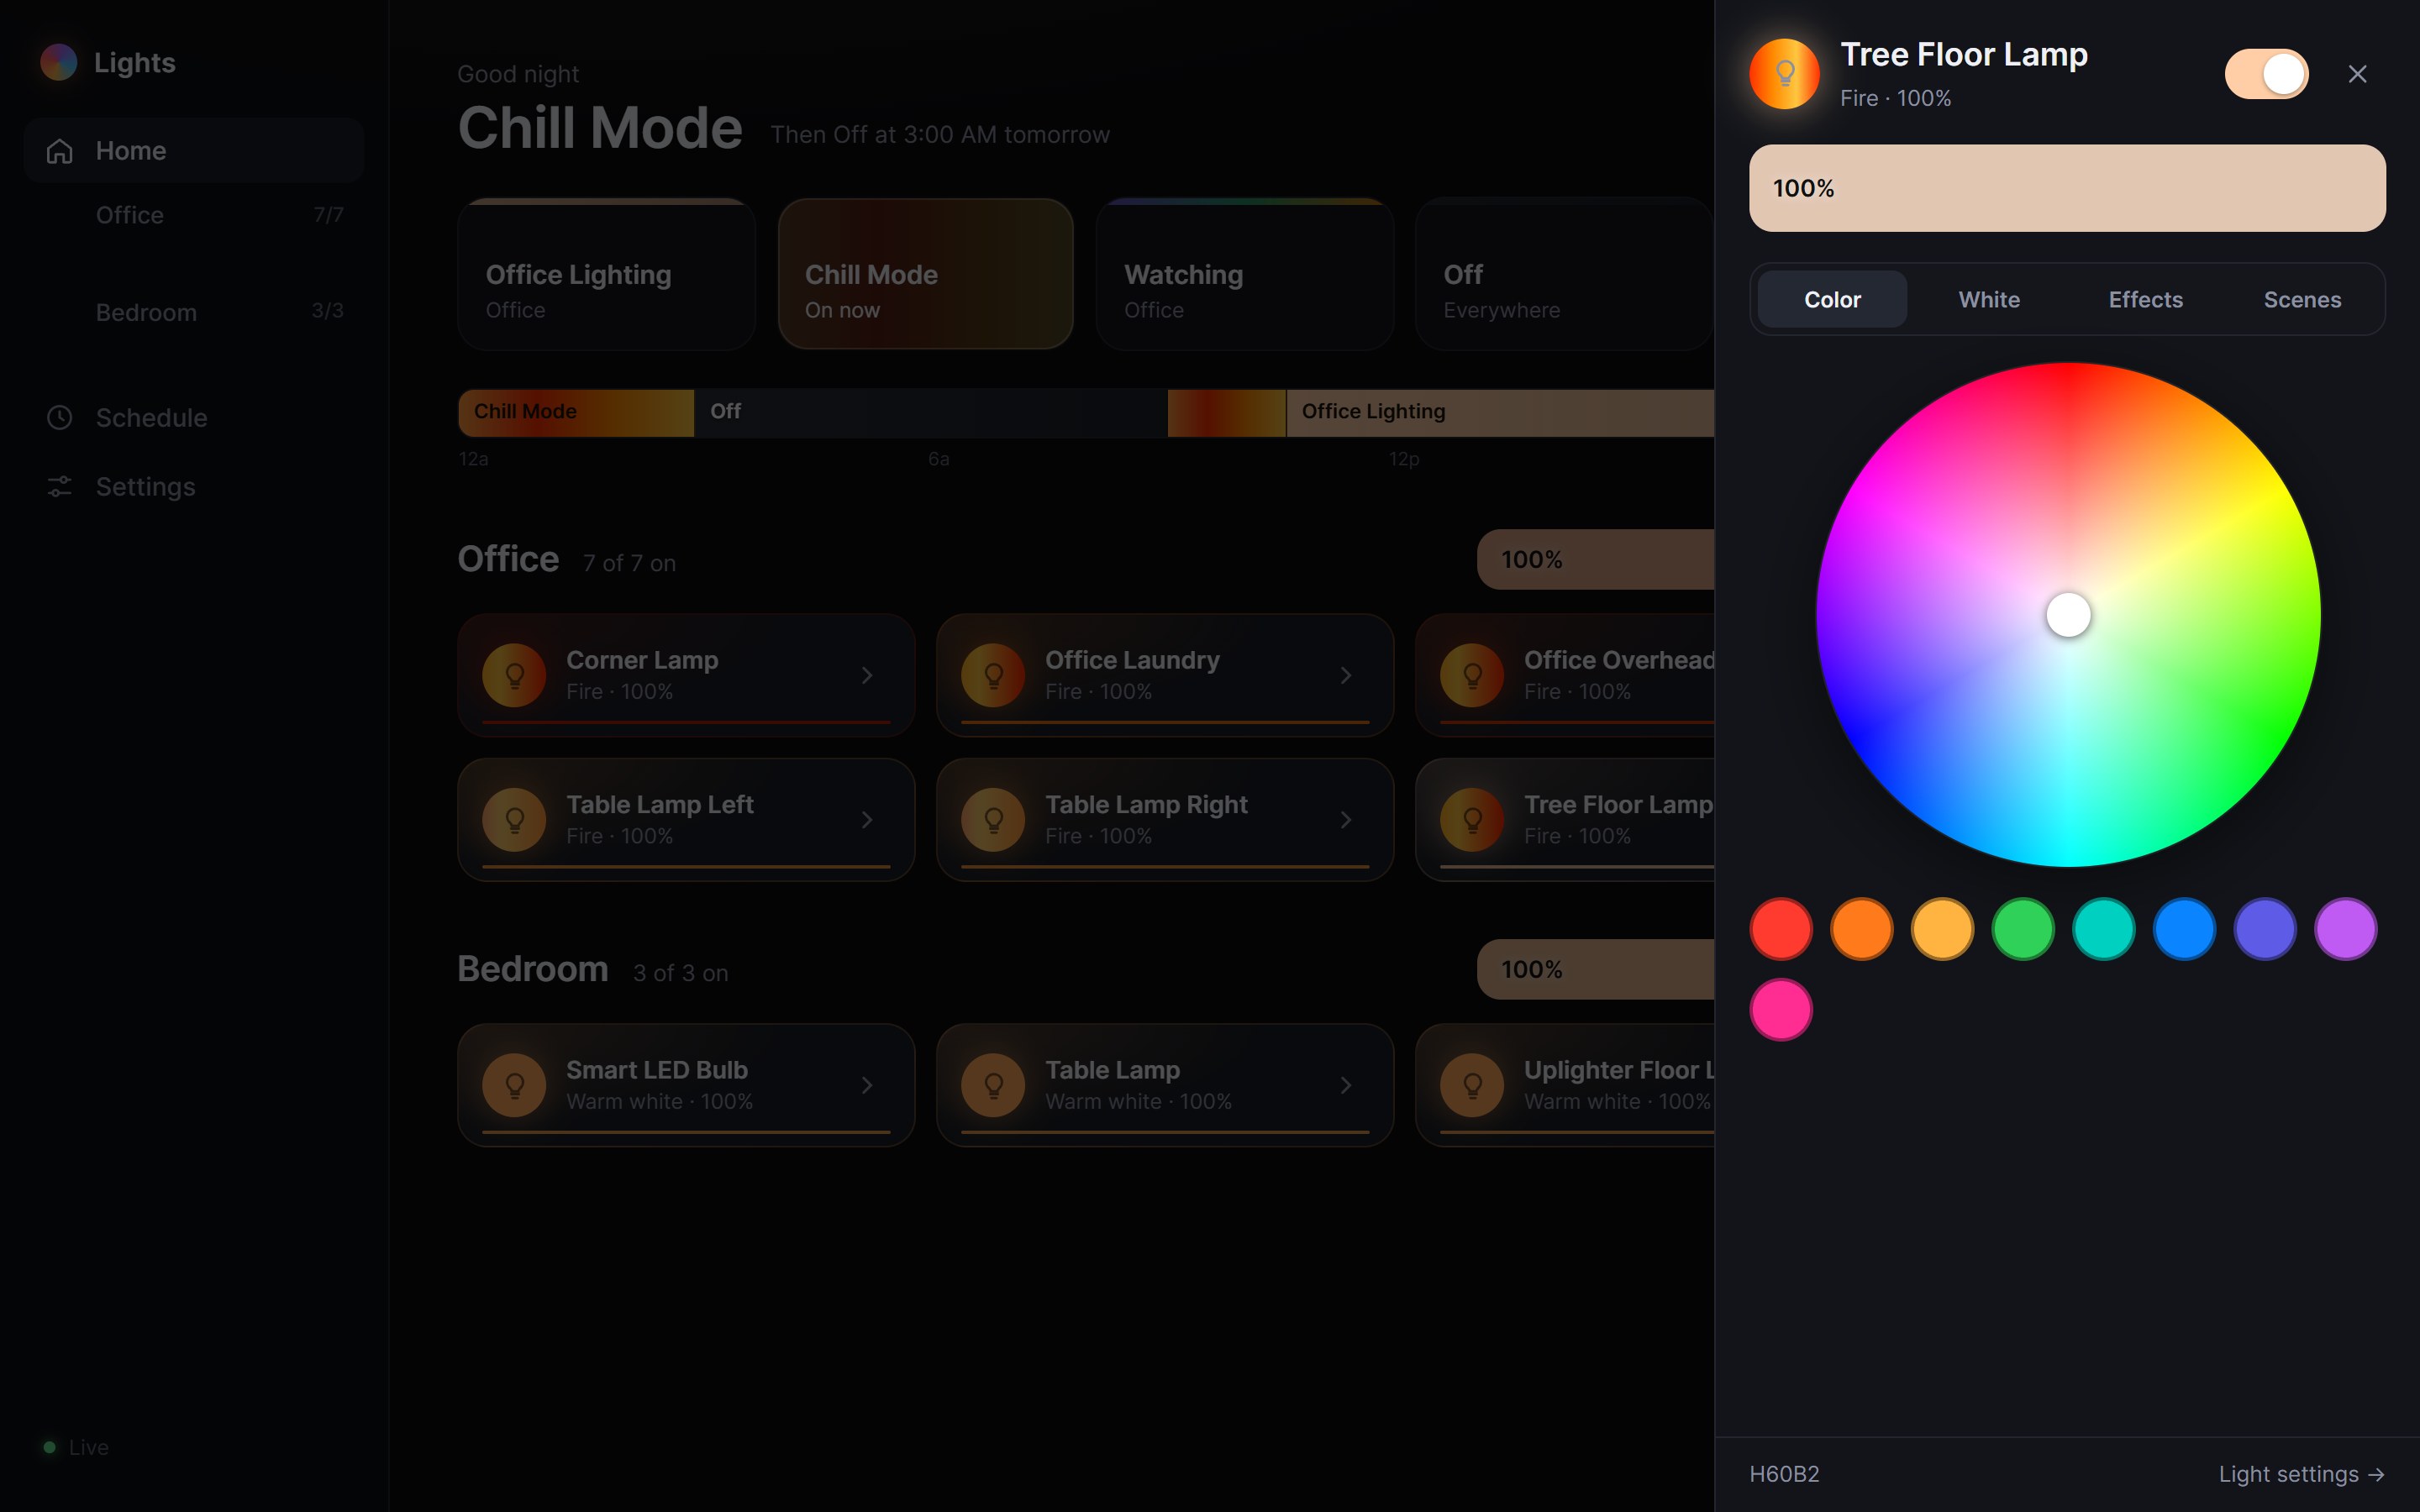 Lights
Home
Office 7/7
Bedroom 3/3
Schedule
Settings
Live
Good night
Chill Mode Then Off at 3:00 AM tomorrow
Office Lighting
Office
Chill Mode
On now
Watching
Office
Off
Everywhere
Chill Mode Off Office Lighting
12a 6a 12p
Office 7 of 7 on 100%
Corner Lamp
Fire · 100%
Office Laundry
Fire · 100%
Office Overhead
Fire · 100%
Table Lamp Left
Fire · 100%
Table Lamp Right
Fire · 100%
Tree Floor Lamp
Fire · 100%
Bedroom 3 of 3 on 100%
Smart LED Bulb
Warm white · 100%
Table Lamp
Warm white · 100%
Uplighter Floor L
Warm white · 100%
Tree Floor Lamp
Fire · 100%
100%
Color White Effects Scenes
H60B2 Light settings →